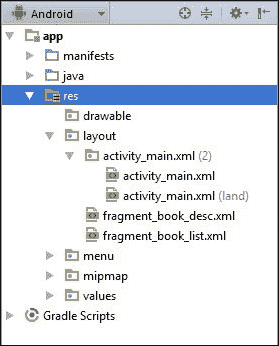 Android
app
manifests
java
res
drawable
layout
activity_main.xml (2)
activity_main.xml
activity_main.xml (land)
fragment_book_desc.xml
fragment_book_list.xml
menu
mipmap
values
Gradle Scripts